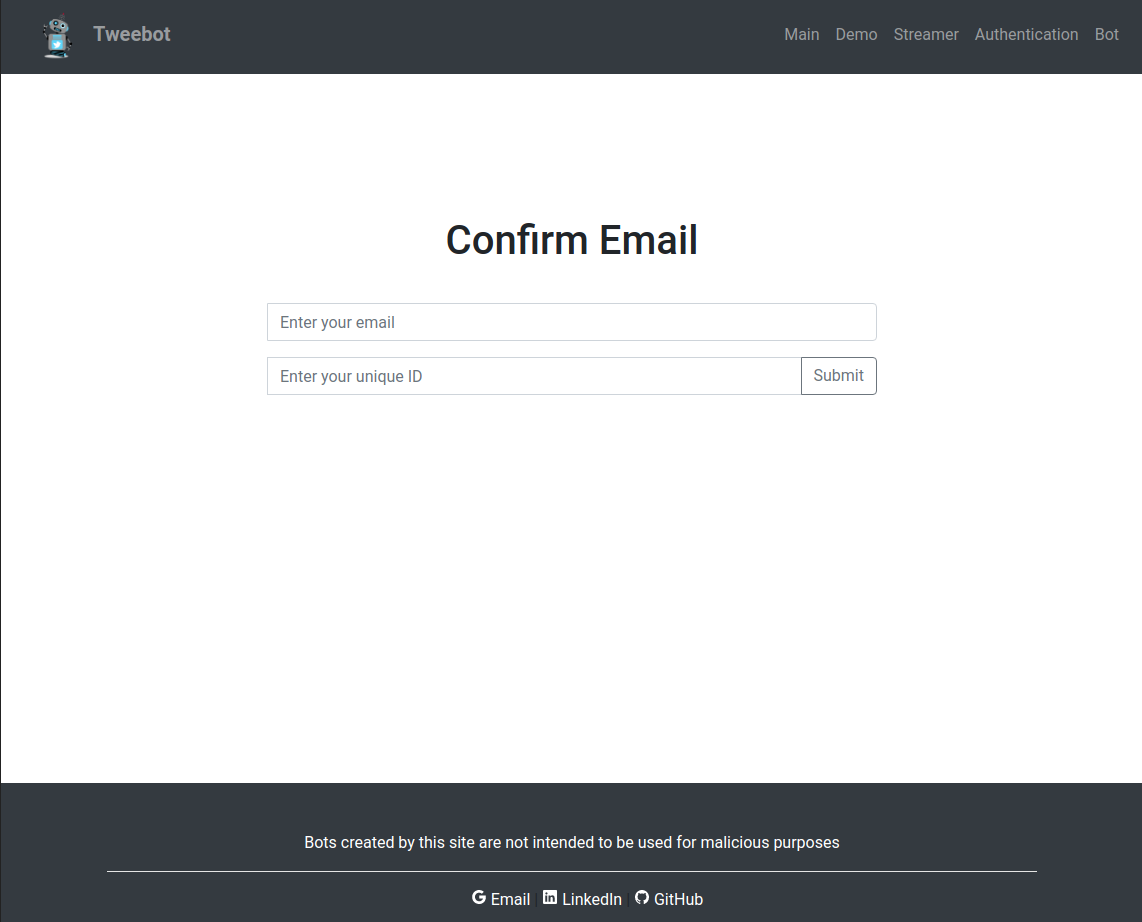 Tweebot Main Demo Streamer Authentication Bot
Confirm Email
Enter your email
Enter your unique ID Submit
Bots created by this site are not intended to be used for malicious purposes
Email | LinkedIn | GitHub